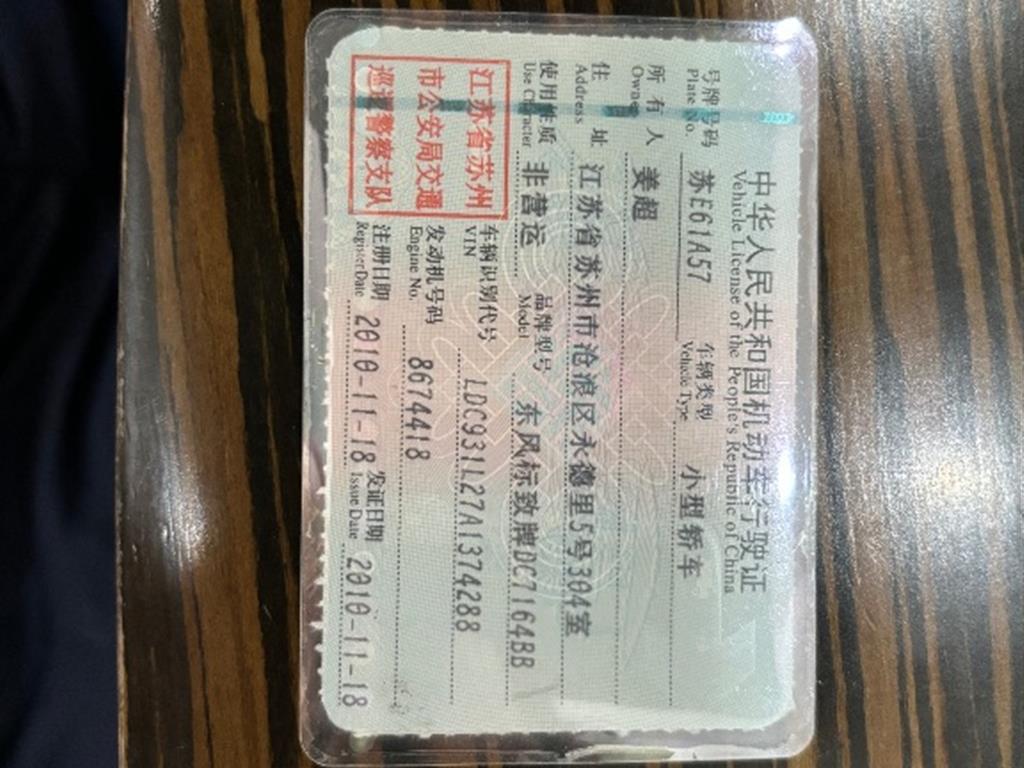 中华人民共和国机动车行驶证
Vehicle License of the People's Republic of China
号牌号码 苏E61A57 车辆类型 小型轿车
Plate No. Vehicle Type
所有人 姜超
Owner
住址 江苏省苏州市沧浪区永德里5号304室
Address
使用性质 非营运 品牌型号 东风标致牌DC7164BB
Use Character Model
江苏省苏州
市公安局交通
巡逻警察支队
车辆识别代号 LDC931L27A1374288
VIN
发动机号码 8674418
Engine No.
注册日期 2010-11-18 发证日期 2010-11-18
Register Date Issue Date